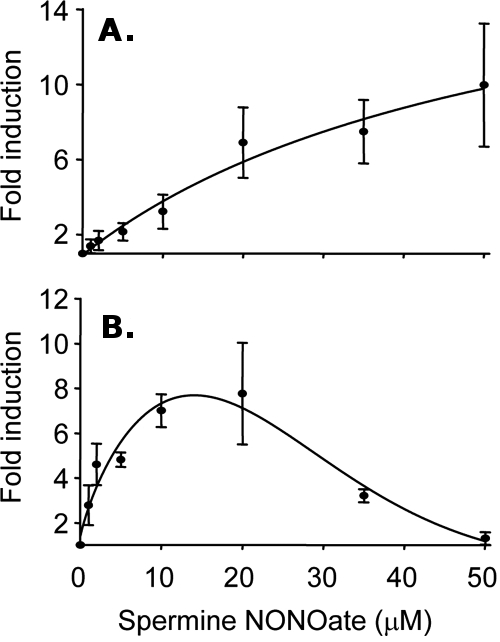 14
A.
10
6
2
Fold induction
12
B.
10
8
6
4
2
Fold induction
0 10 20 30 40 50
Spermine NONOate (μM)